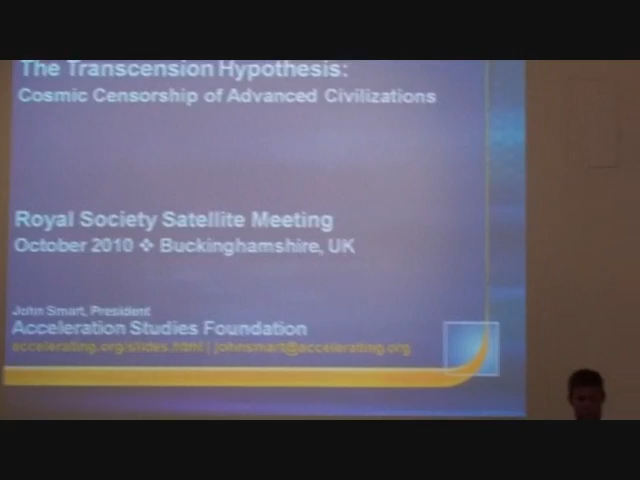 The Transcension Hypothesis:
Cosmic Censorship of Advanced Civilizations
Royal Society Satellite Meeting
October 2010 ❖ Buckinghamshire, UK
John Smart, President
Acceleration Studies Foundation
accelerating.org/slides.html | johnsmart@accelerating.org